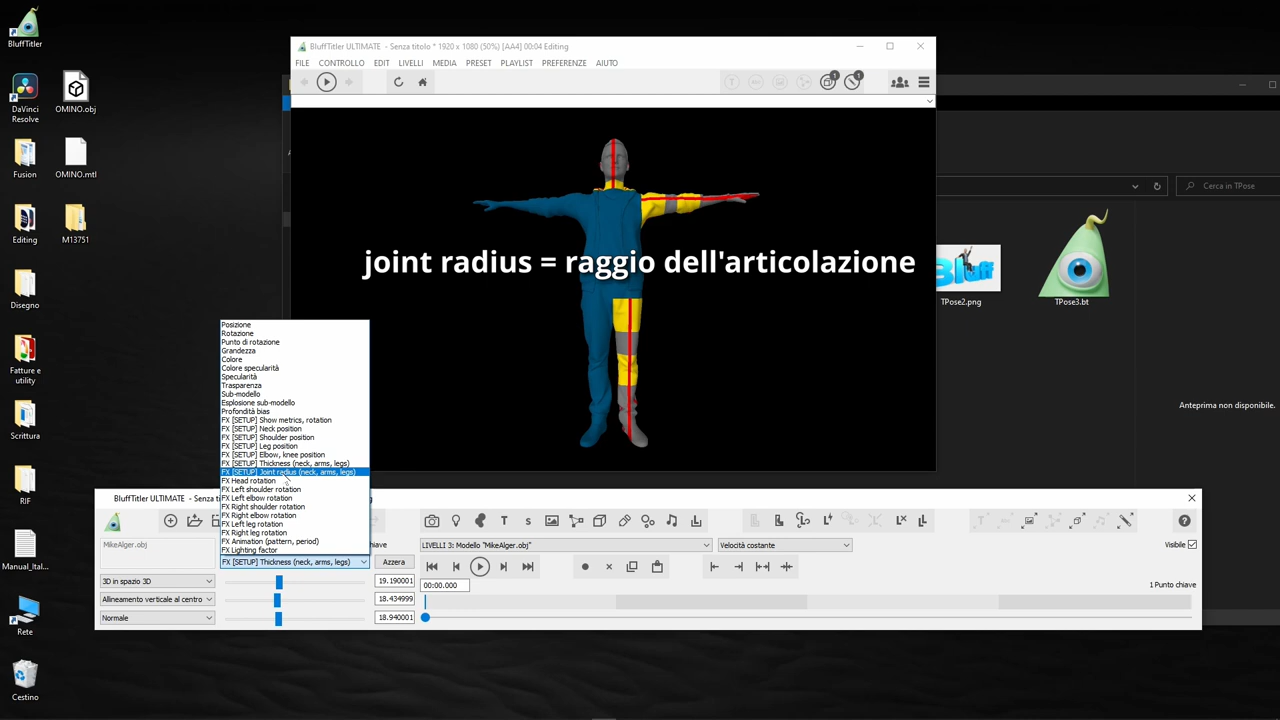 BluffTitler
DaVinci
Resolve
OMINO.obj
Fusion
OMINO.mtl
Editing
M13751
Disegno
Fatture e
utility
Scrittura
RIF
Manual_Ital...
Rete
Cestino
BluffTitler ULTIMATE - Senza titolo * 1920 x 1080 (50%) [AA4] 00:04 Editing
FILE CONTROLLO EDIT LIVELLI MEDIA PRESET PLAYLIST PREFERENZE AIUTO
1 1
joint radius = raggio dell'articolazione
Cerca in TPose
TPose2.png
TPose3.bt
Anteprima non disponibile.
Posizione
Rotazione
Punto di rotazione
Grandezza
Colore
Colore specularità
Specularità
Trasparenza
Sub-modello
Esplosione sub-modello
Profondità bias
FX [SETUP] Show metrics, rotation
FX [SETUP] Neck position
FX [SETUP] Shoulder position
FX [SETUP] Leg position
FX [SETUP] Elbow, knee position
FX [SETUP] Thickness (neck, arms, legs)
FX [SETUP] Joint radius (neck, arms, legs)
FX Head rotation
FX Left shoulder rotation
FX Left elbow rotation
FX Right shoulder rotation
FX Right elbow rotation
FX Left leg rotation
FX Right leg rotation
FX Animation (pattern, period)
FX Lighting factor
BluffTitler ULTIMATE - Senza ti
MikeAlger.obj
FX [SETUP] Thickness (neck, arms, legs)
Azzera
LIVELLI 3: Modello "MikeAlger.obj"
Velocità costante
Visibile
3D in spazio 3D
19.190001
00:00.000
1 Punto chiave
Allineamento verticale al centro
18.434999
Normale
18.940001